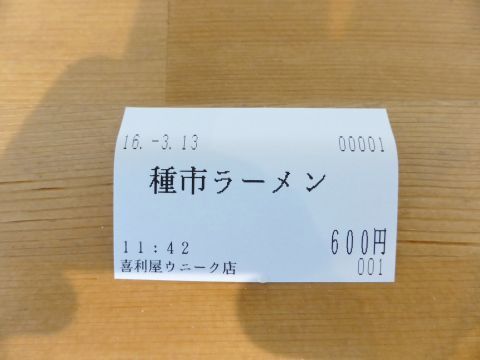 16.-3.13 00001
種市ラーメン
11:42 600円
喜利屋ウニーク店 001